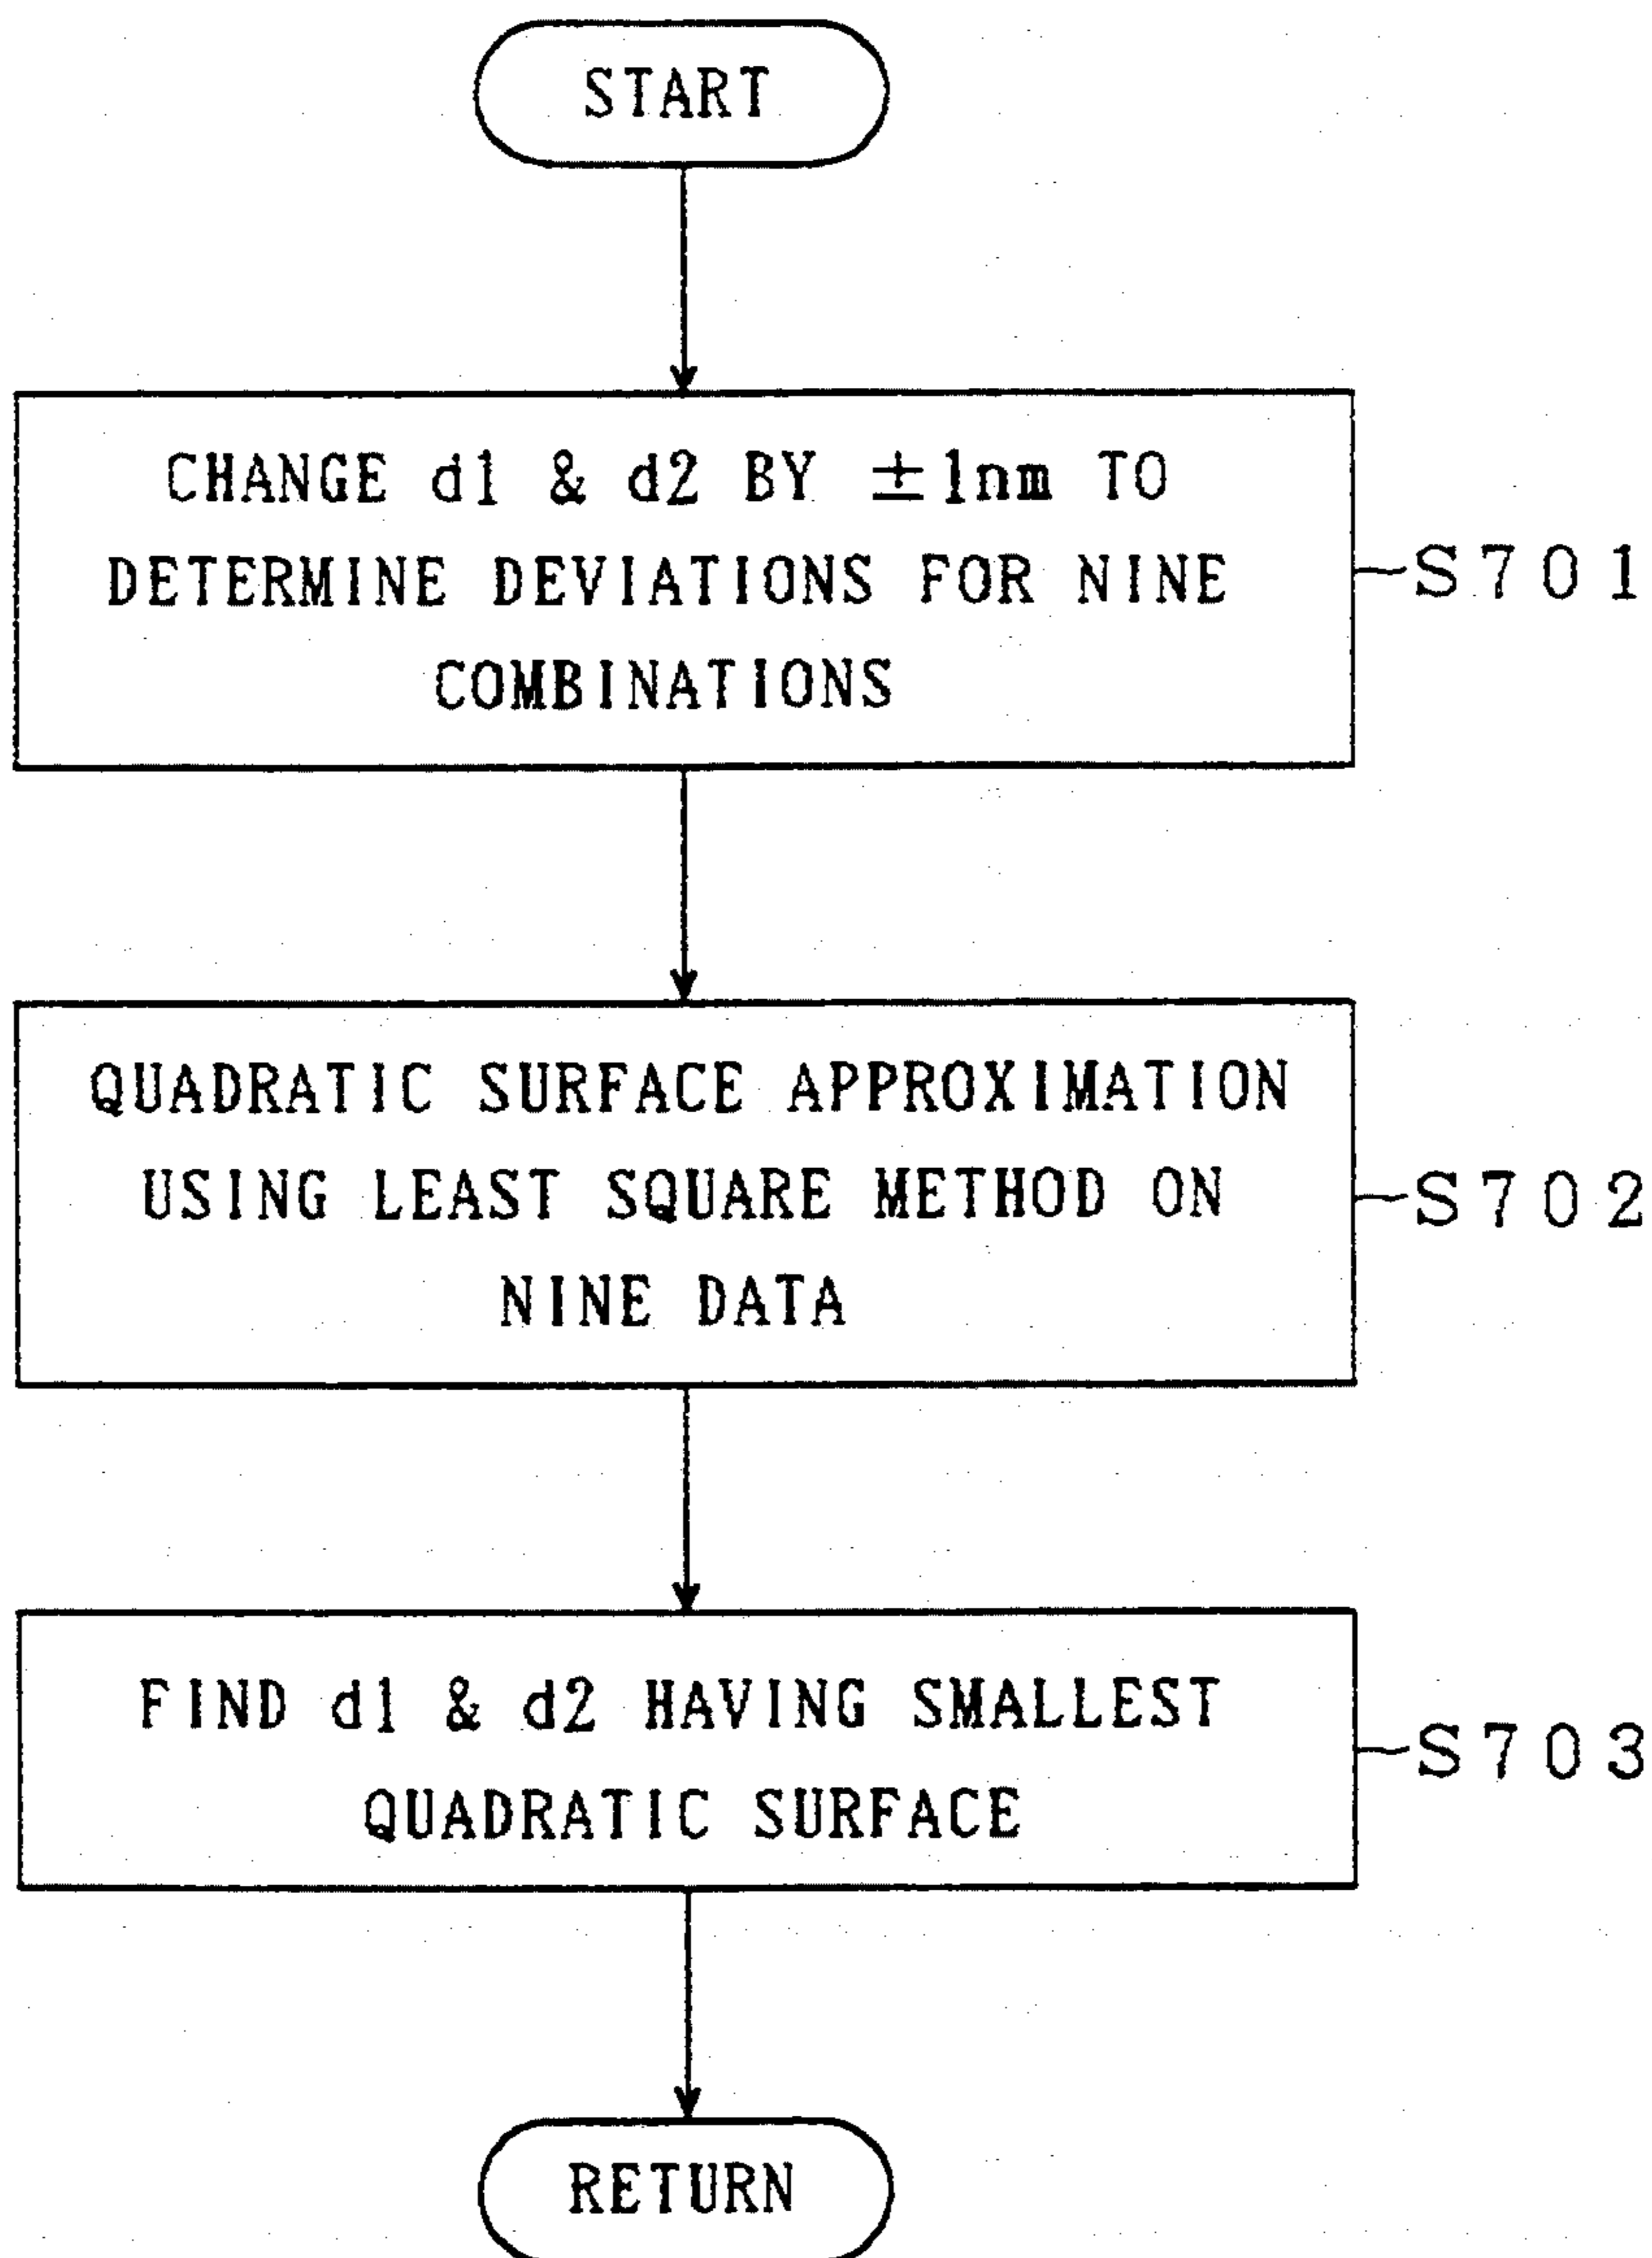 START
CHANGE d1 & d2 BY ±1nm TO
DETERMINE DEVIATIONS FOR NINE
COMBINATIONS
S701
QUADRATIC SURFACE APPROXIMATION
USING LEAST SQUARE METHOD ON
NINE DATA
S702
FIND d1 & d2 HAVING SMALLEST
QUADRATIC SURFACE
S703
RETURN